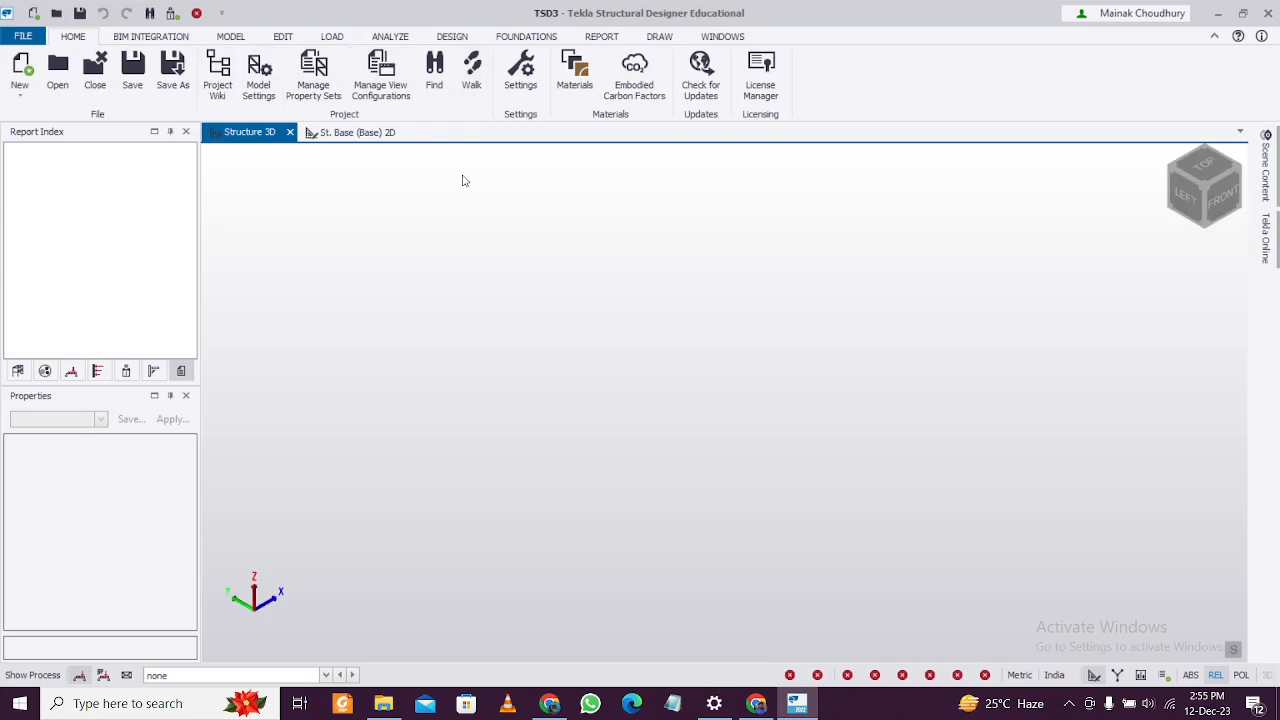 TSD3 - Tekla Structural Designer Educational
Mainak Choudhury
FILE HOME BIM INTEGRATION MODEL EDIT LOAD ANALYZE DESIGN FOUNDATIONS REPORT DRAW WINDOWS
New
Open
Close
Save
Save As
File
Project Wiki
Model Settings
Manage Property Sets
Manage View Configurations
Find
Walk
Project
Settings
Settings
Materials
Embodied Carbon Factors
Materials
Check for Updates
Updates
License Manager
Licensing
Report Index
Structure 3D
St. Base (Base) 2D
TOP
LEFT
FRONT
Scene Content
Tekla Online
Properties
Save... Apply...
Z
Y
X
Activate Windows
Go to Settings to activate Windows.
S
Show Process
none
Metric India
ABS REL POL
Type here to search
2022
25°C
2:55 PM
12-Dec-23
2